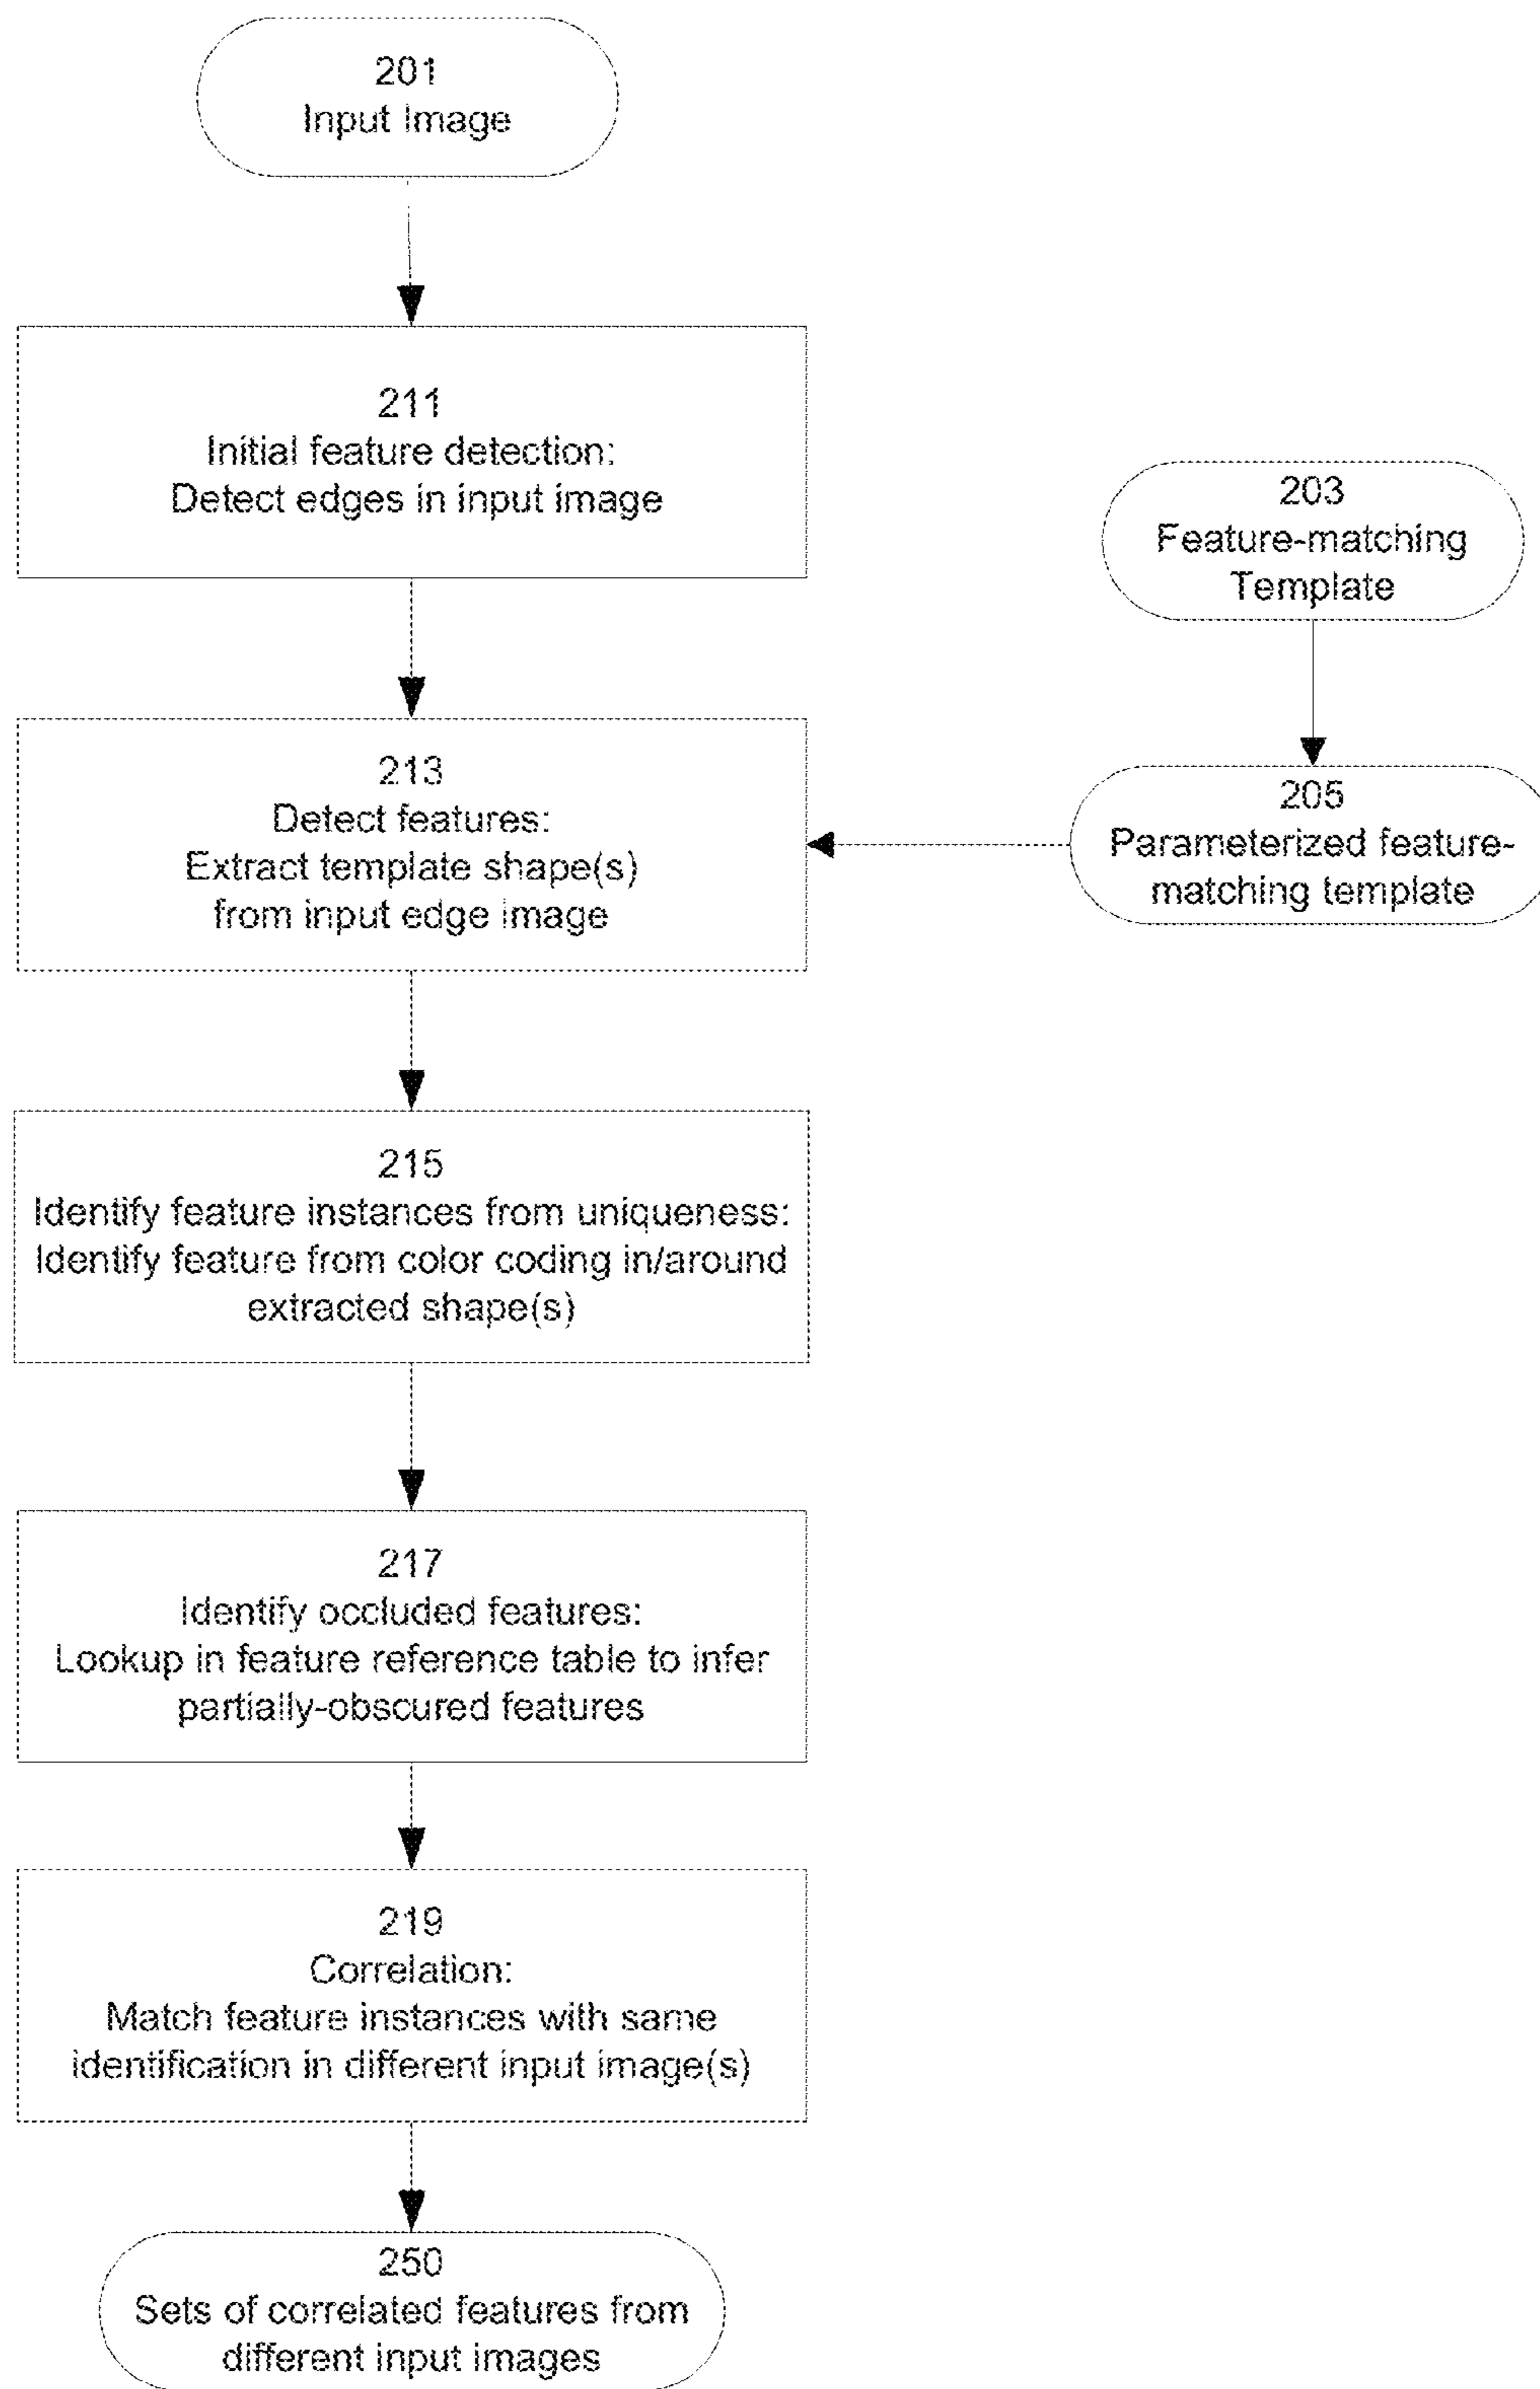 201
Input Image
211
Initial feature detection:
Detect edges in input image
203
Feature-matching
Template
213
Detect features:
Extract template shape(s)
from input edge image
205
Parameterized feature-
matching template
215
Identify feature instances from uniqueness:
Identify feature from color coding in/around
extracted shape(s)
217
Identify occluded features:
Lookup in feature reference table to infer
partially-obscured features
219
Correlation:
Match feature instances with same
identification in different input image(s)
250
Sets of correlated features from
different input images